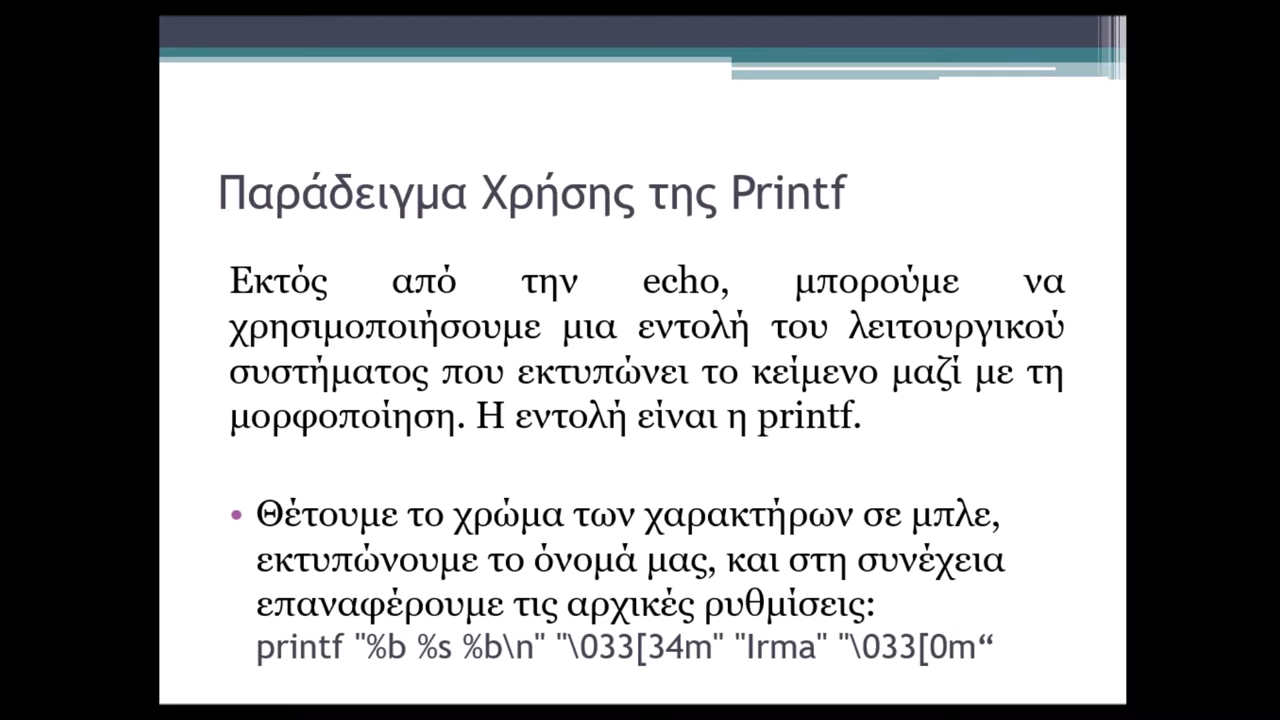 Παράδειγμα Χρήσης της Printf
Εκτός από την echo, μπορούμε να
χρησιμοποιήσουμε μια εντολή του λειτουργικού
συστήματος που εκτυπώνει το κείμενο μαζί με τη
μορφοποίηση. Η εντολή είναι η printf.
• Θέτουμε το χρώμα των χαρακτήρων σε μπλε,
εκτυπώνουμε το όνομά μας, και στη συνέχεια
επαναφέρουμε τις αρχικές ρυθμίσεις:
printf "%b %s %b\n" "\033[34m" "Irma" "\033[0m“